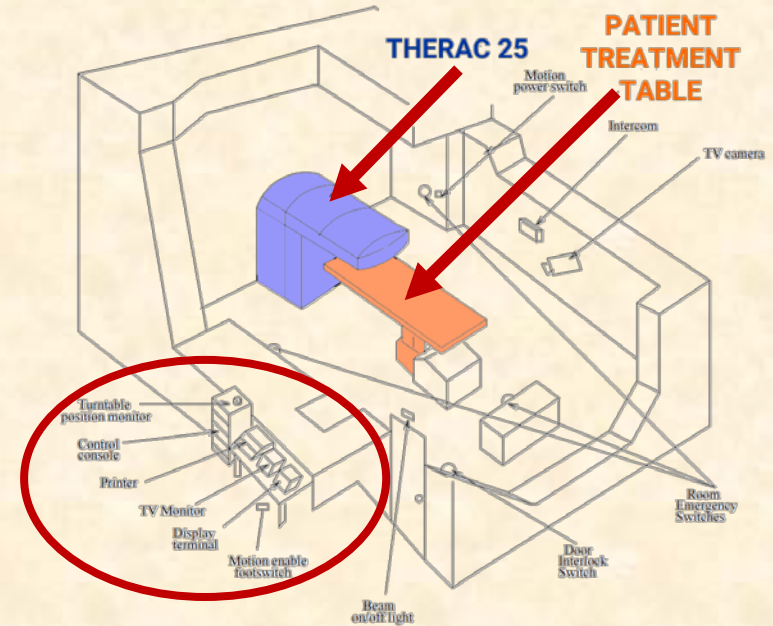 THERAC 25
PATIENT
TREATMENT
TABLE
Motion
power switch
Intercom
TV camera
Turntable
position monitor
Control
console
Printer
TV Monitor
Display
terminal
Motion enable
footswitch
Beam
on/off light
Door
Interlock
Switch
Room
Emergency
Switches